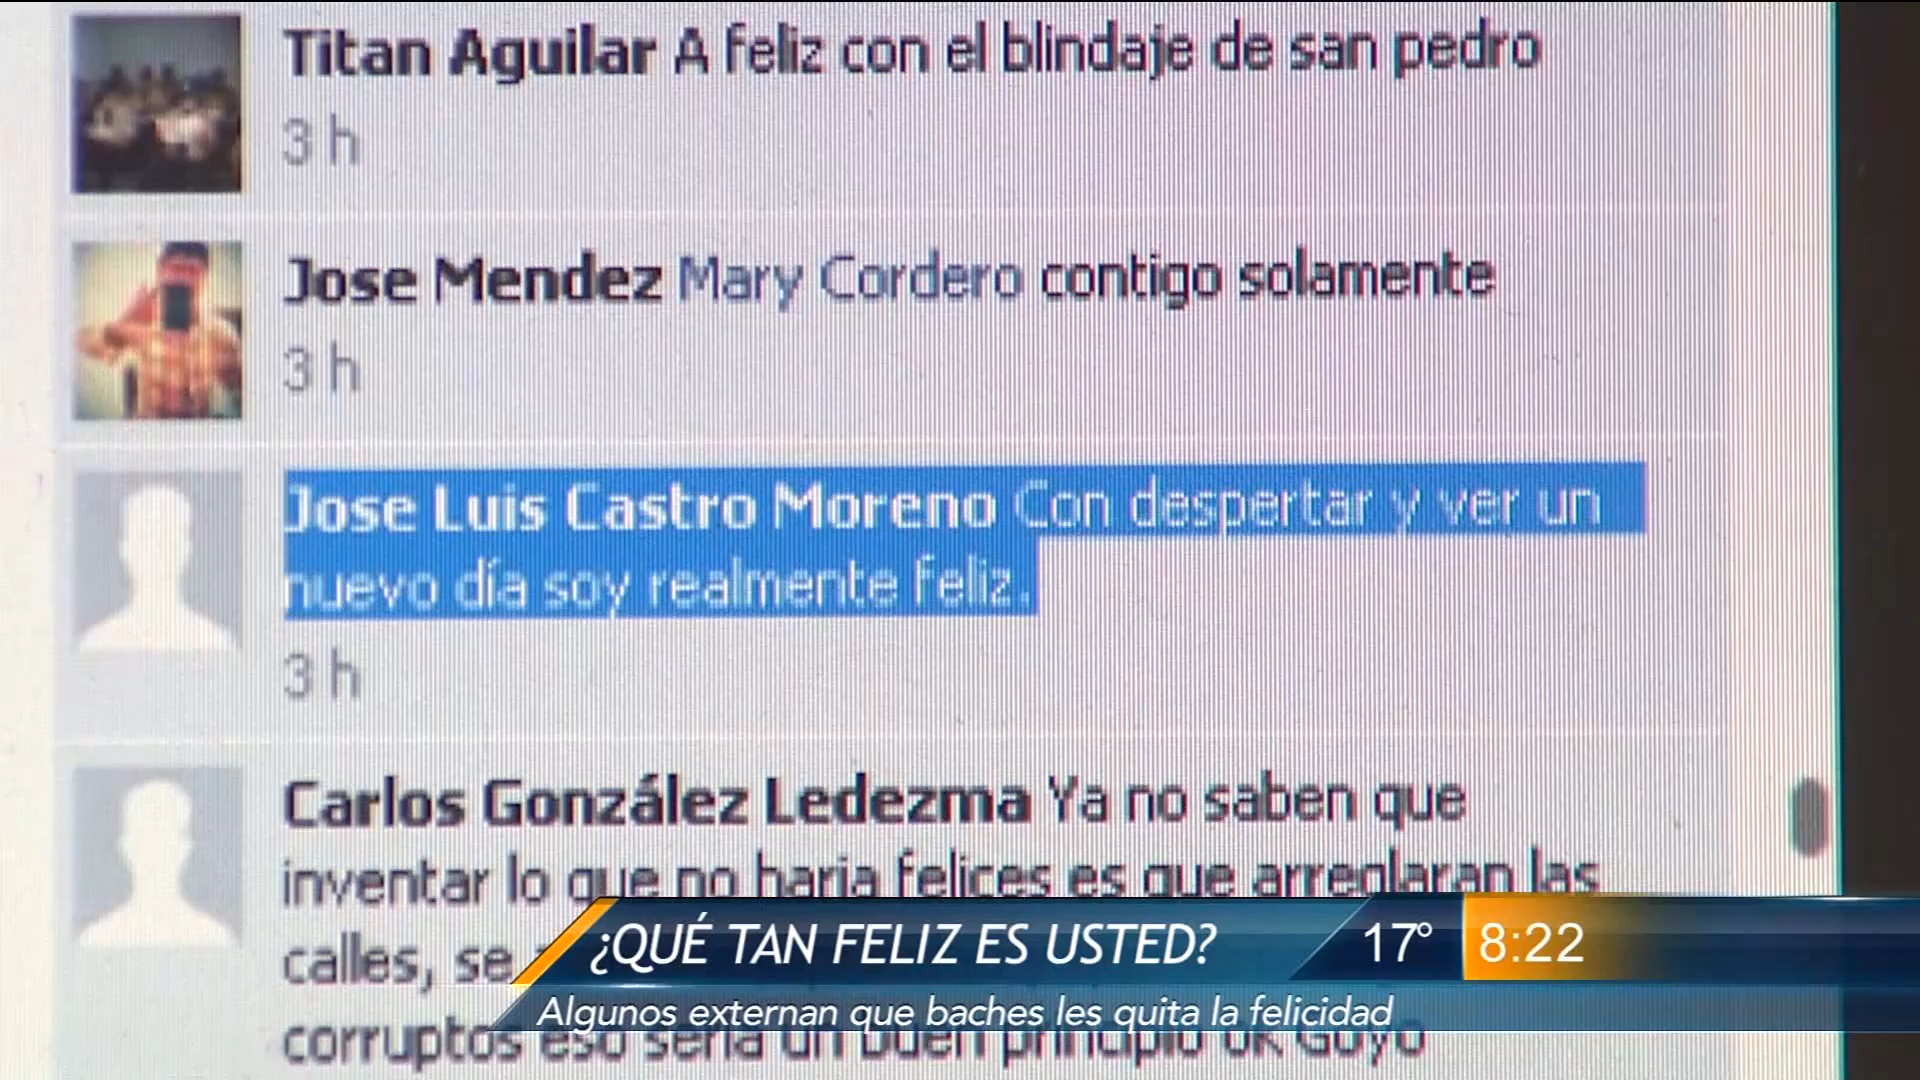 Titan Aguilar A feliz con el blindaje de san pedro
3 h
Jose Mendez Mary Cordero contigo solamente
3 h
Jose Luis Castro Moreno Con despertar y ver un
nuevo día soy realmente feliz.
3 h
Carlos González Ledezma Ya no saben que
inventar lo que no haria felices es que arreglaran las
calles, se
corruptos eso seria un buen principio ok Goyo
¿QUÉ TAN FELIZ ES USTED?
17° 8:22
Algunos externan que baches les quita la felicidad